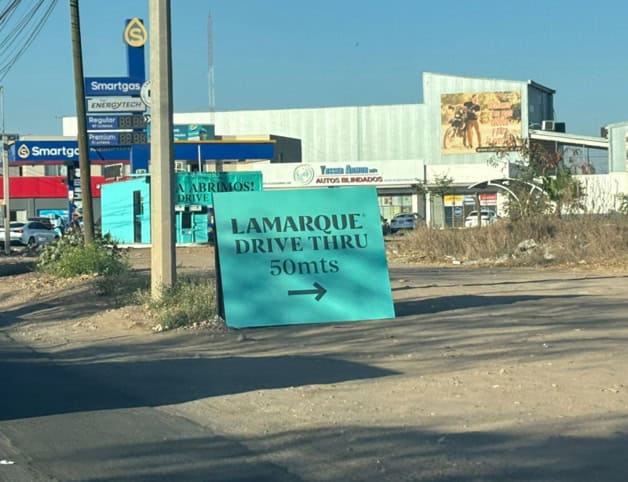 Smartgas
ENERGYTECH
Regular
Premium
Smartgas
A ABRIMOS!
DRIVE
AUTOS BLINDADOS
LAMARQUE
DRIVE THRU
50mts